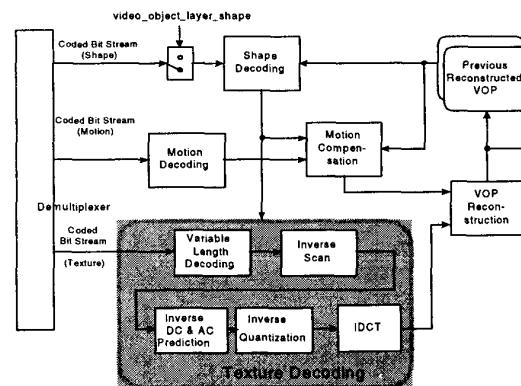 video_object_layer_shape
Coded Bit Stream
(Shape)
Shape
Decoding
Previous
Reconstructed
VOP
Coded Bit Stream
(Motion)
Motion
Decoding
Motion
Compen-
sation
VOP
Recon-
struction
Demultiplexer
Coded
Bit Stream
(Texture)
Variable
Length
Decoding
Inverse
Scan
Inverse
DC & AC
Prediction
Inverse
Quantization
IDCT
Texture Decoding